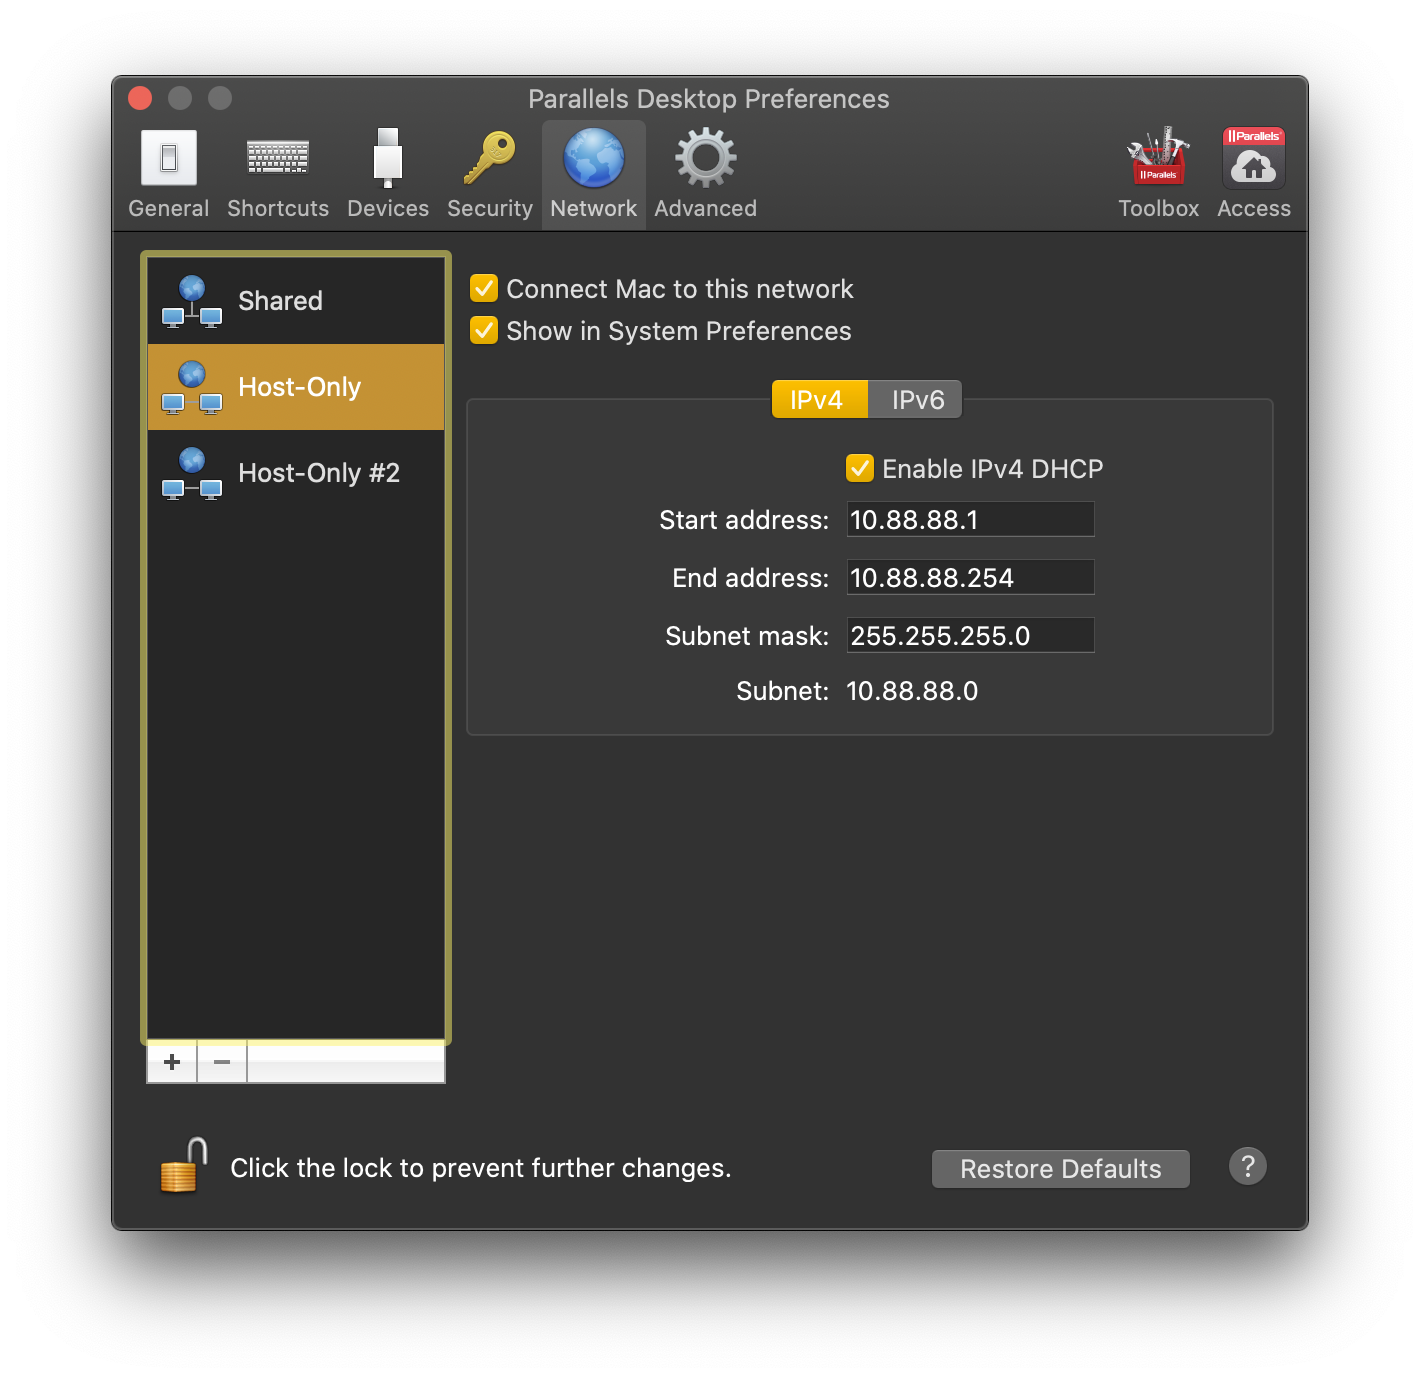 Parallels Desktop Preferences
General Shortcuts Devices Security Network Advanced Toolbox Access
|| Parallels
|| Parallels
Shared
Host-Only
Host-Only #2
Connect Mac to this network
Show in System Preferences
IPv4 IPv6
Enable IPv4 DHCP
Start address: 10.88.88.1
End address: 10.88.88.254
Subnet mask: 255.255.255.0
Subnet: 10.88.88.0
+ −
Click the lock to prevent further changes.
Restore Defaults
?